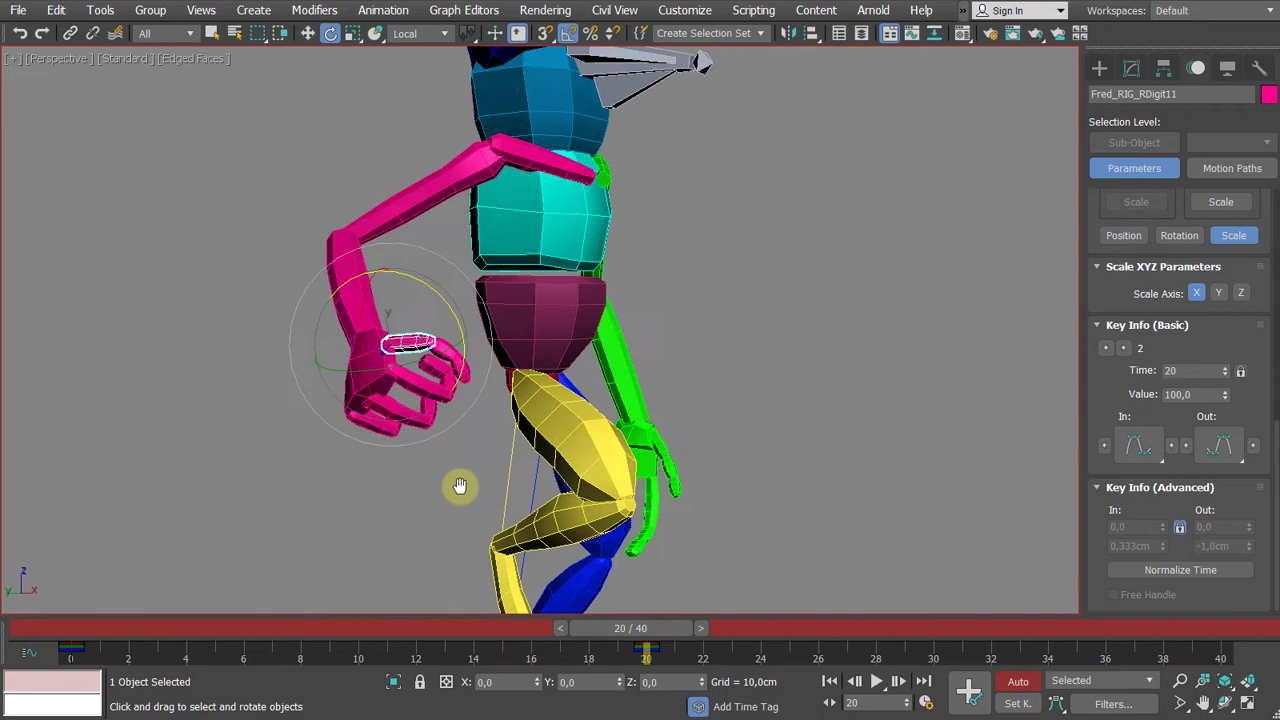 File Edit Tools Group Views Create Modifiers Animation Graph Editors Rendering Civil View Customize Scripting Content Arnold Help » Sign In Workspaces: Default
All Local Create Selection Set
[+] [Perspective] [Standard] [Edged Faces]
Fred_RIG_RDigit11
Selection Level:
Sub-Object
Parameters Motion Paths
Scale Scale
Position Rotation Scale
Scale XYZ Parameters
Scale Axis: X Y Z
Key Info (Basic)
2
Time: 20
Value: 100,0
In: Out:
Key Info (Advanced)
In: Out:
0,0 0,0
0,333cm -1,0cm
Normalize Time
Free Handle
y
z
y x
< 20 / 40 >
0 2 4 6 8 10 12 14 16 18 20 22 24 26 28 30 32 34 36 38 40
1 Object Selected X: 0,0 Y: 0,0 Z: 0,0 Grid = 10,0cm Auto Selected
Click and drag to select and rotate objects Add Time Tag 20 Set K. Filters...